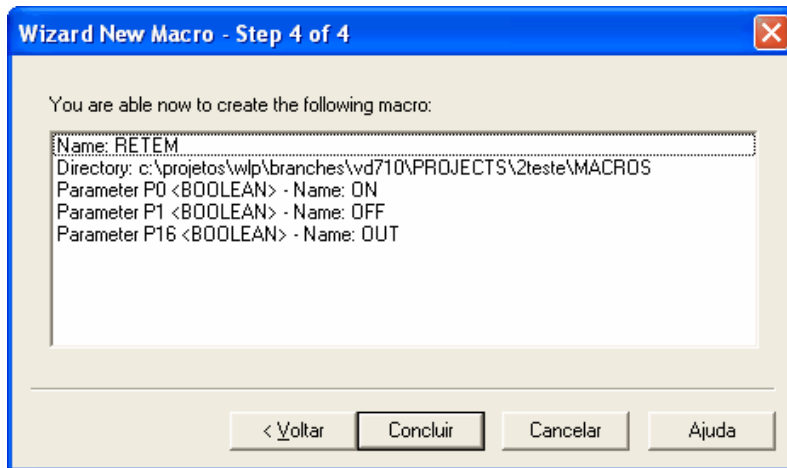 Wizard New Macro - Step 4 of 4
You are able now to create the following macro:
Name: RETEM
Directory: c:\projetos\wlp\branches\vd710\PROJECTS\2teste\MACROS
Parameter P0 <BOOLEAN> - Name: ON
Parameter P1 <BOOLEAN> - Name: OFF
Parameter P16 <BOOLEAN> - Name: OUT
< Voltar Concluir Cancelar Ajuda